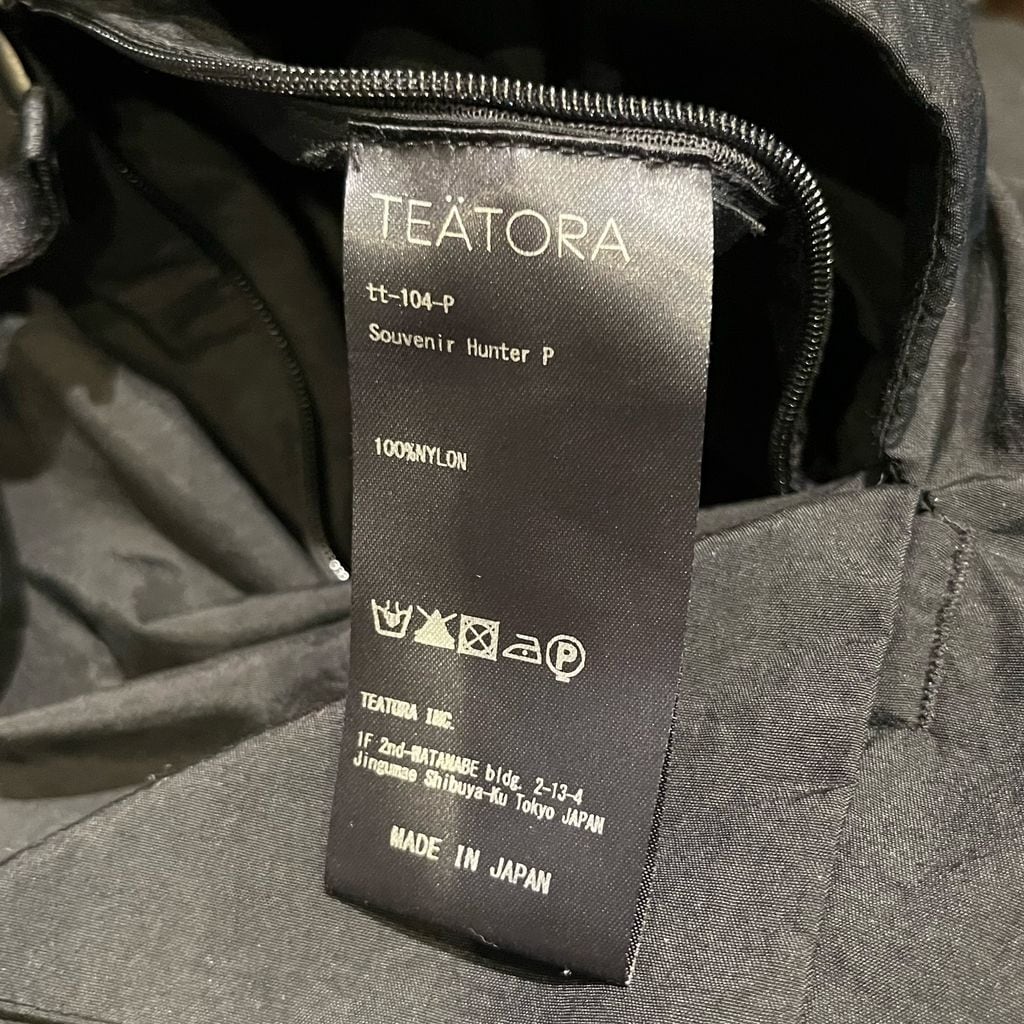 TEÄTORA
tt-104-P
Souvenir Hunter P
100%NYLON
P
TEATORA INC.
1F 2nd-WATANABE bldg. 2-13-4
Jingumae Shibuya-Ku Tokyo JAPAN
MADE IN JAPAN